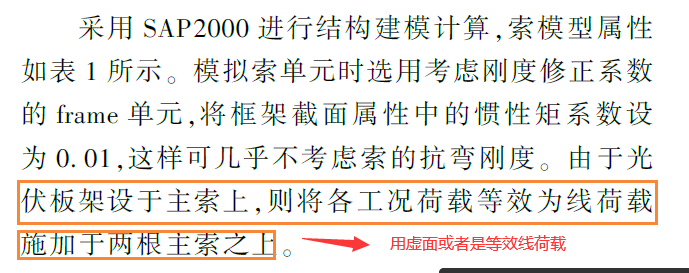 采用 SAP2000 进行结构建模计算,索模型属性
如表 1 所示。模拟索单元时选用考虑刚度修正系数
的 frame 单元,将框架截面属性中的惯性矩系数设
为 0.01,这样可几乎不考虑索的抗弯刚度。由于光
伏板架设于主索上,则将各工况荷载等效为线荷载
施加于两根主索之上。
用虚面或者是等效线荷载